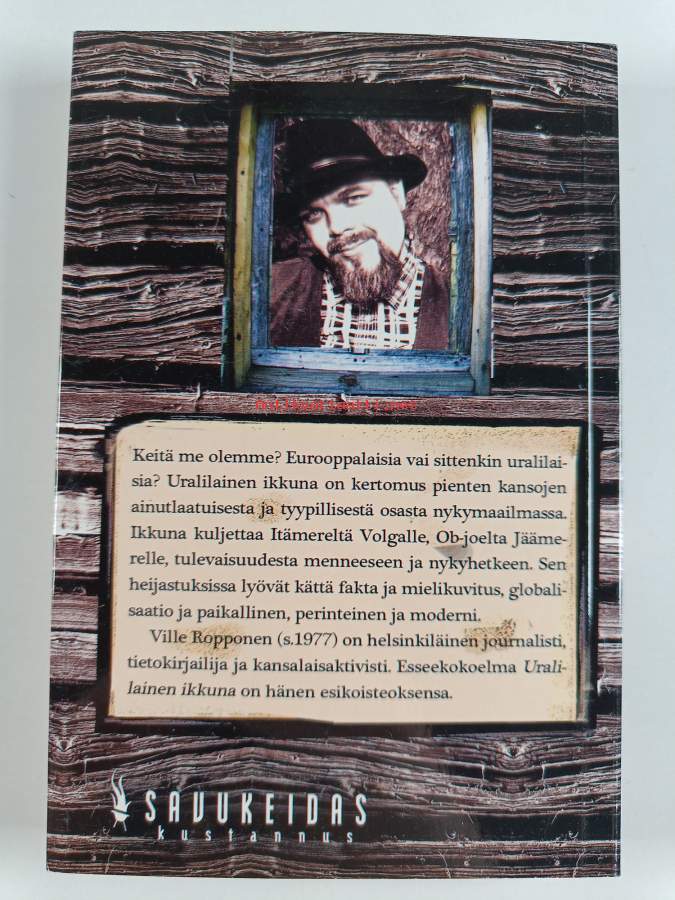 Keitä me olemme? Eurooppalaisia vai sittenkin uralilai-
sia? Uralilainen ikkuna on kertomus pienten kansojen
ainutlaatuisesta ja tyypillisestä osasta nykymaailmassa.
Ikkuna kuljettaa Itämereltä Volgalle, Ob-joelta Jääme-
relle, tulevaisuudesta menneeseen ja nykyhetkeen. Sen
heijastuksissa lyövät kättä fakta ja mielikuvitus, globali-
saatio ja paikallinen, perinteinen ja moderni.
Ville Ropponen (s.1977) on helsinkiläinen journalisti,
tietokirjailija ja kansalaisaktivisti. Esseekokoelma Urali-
lainen ikkuna on hänen esikoisteoksensa.
SAVUKEIDAS
kustannus